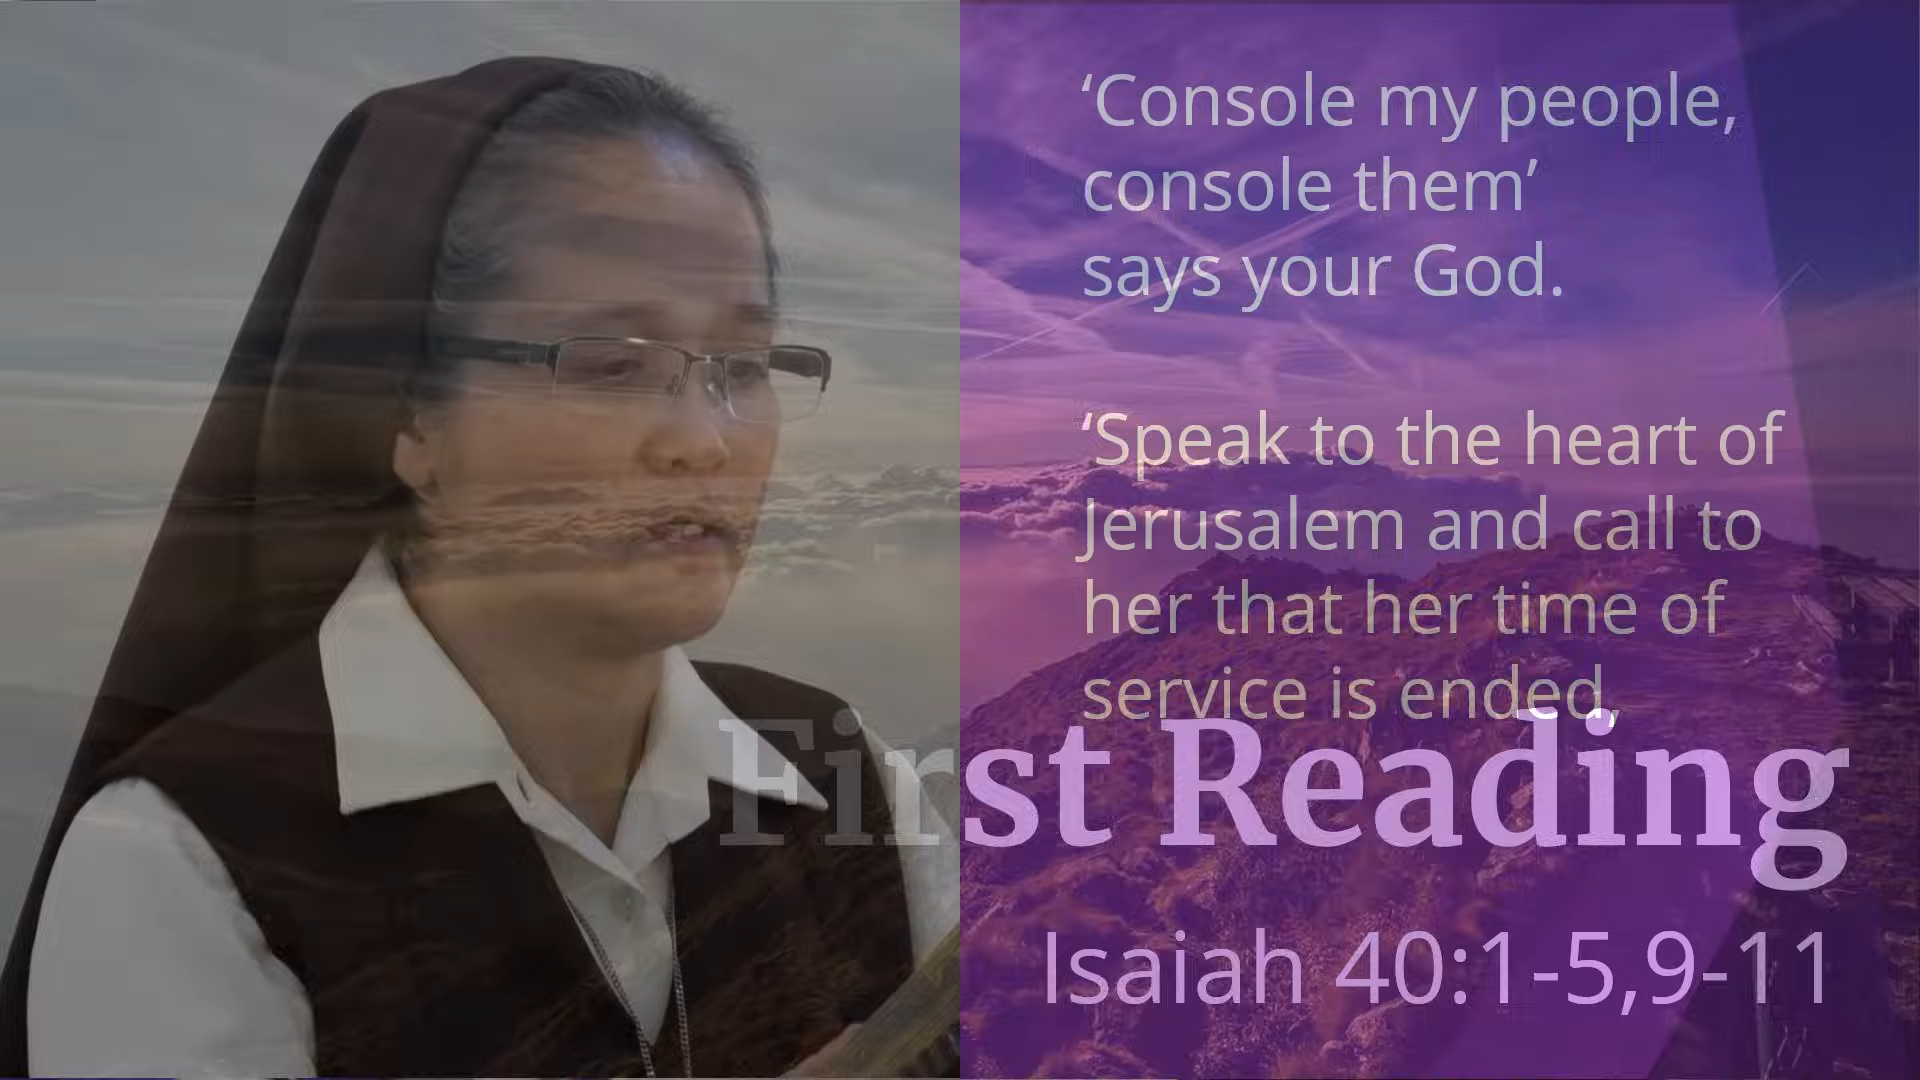 ‘Console my people,
console them’
says your God.
‘Speak to the heart of
Jerusalem and call to
her that her time of
service is ended,
First Reading
Isaiah 40:1-5,9-11